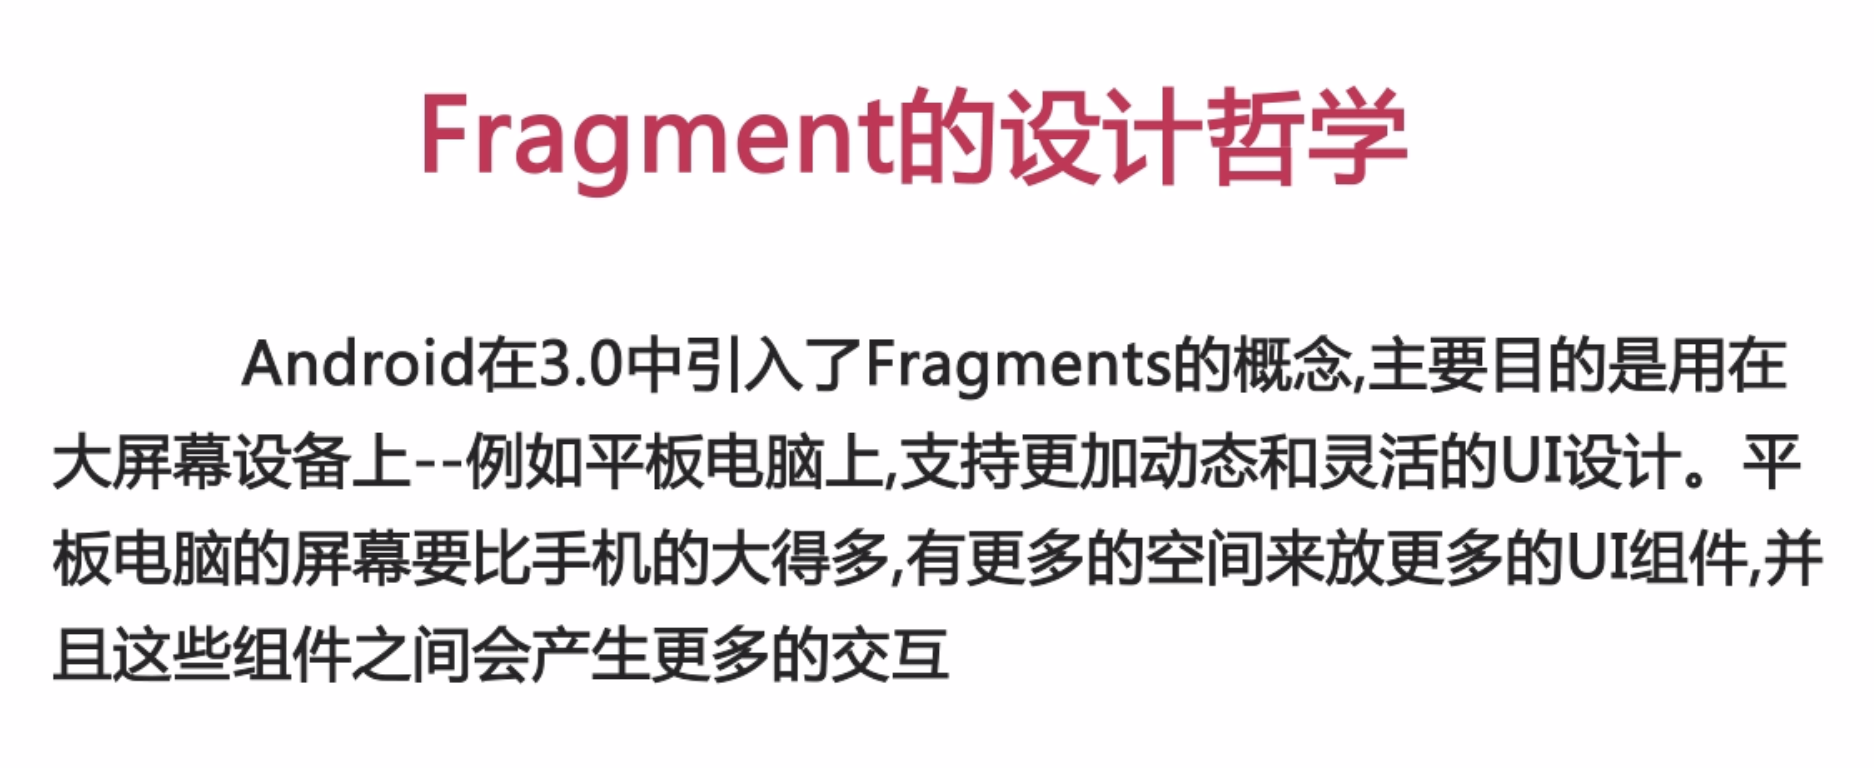 Fragment的设计哲学
Android在3.0中引入了Fragments的概念,主要目的是用在
大屏幕设备上--例如平板电脑上,支持更加动态和灵活的UI设计。平
板电脑的屏幕要比手机的大得多,有更多的空间来放更多的UI组件,并
且这些组件之间会产生更多的交互